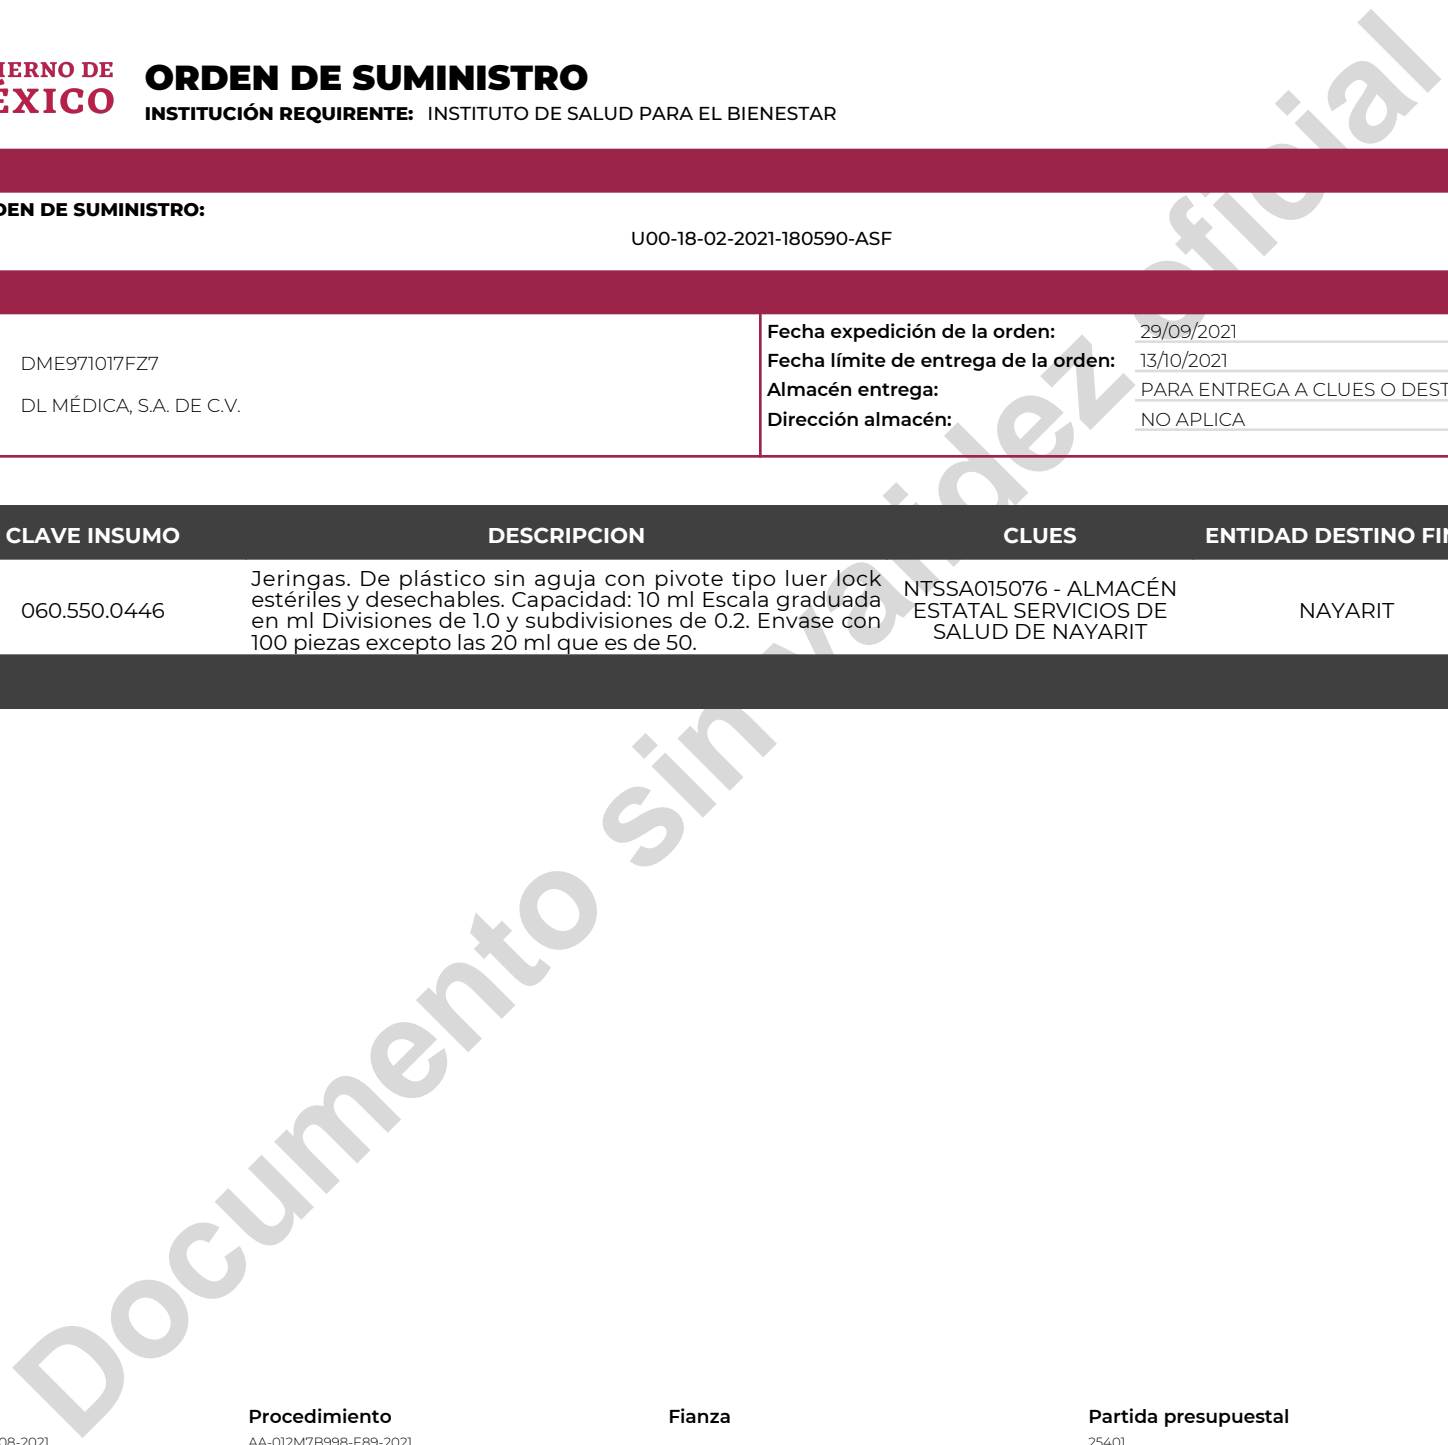 ORDEN DE SUMINISTRO
INSTITUCIÓN REQUIRENTE: INSTITUTO DE SALUD PARA EL BIENESTAR
DE
MÉXICO
DE SUMINISTRO:
U00-18-02-2021-180590-ASF
DME971017FZ7
DL MÉDICA, S.A. DE C.V.
Fecha expedición de la orden: 29/09/2021
Fecha límite de entrega de la orden: 13/10/2021
Almacén entrega: PARA ENTREGA A CLUES O
Dirección almacén: NO APLICA
CLAVE INSUMO DESCRIPCION CLUES ENTIDAD DESTINO
060.550.0446
Jeringas. De plástico sin aguja con pivote tipo luer lock
estériles y desechables. Capacidad: 10 ml Escala graduada
en ml Divisiones de 1.0 y subdivisiones de 0.2. Envase con
100 piezas excepto las 20 ml que es de 50.
NTSSA015076 - ALMACÉN
ESTATAL SERVICIOS DE
SALUD DE NAYARIT
NAYARIT
Documento sin validez oficial
Procedimiento Fianza Partida presupuestal
AA-012M7B998-E89-2021 25401